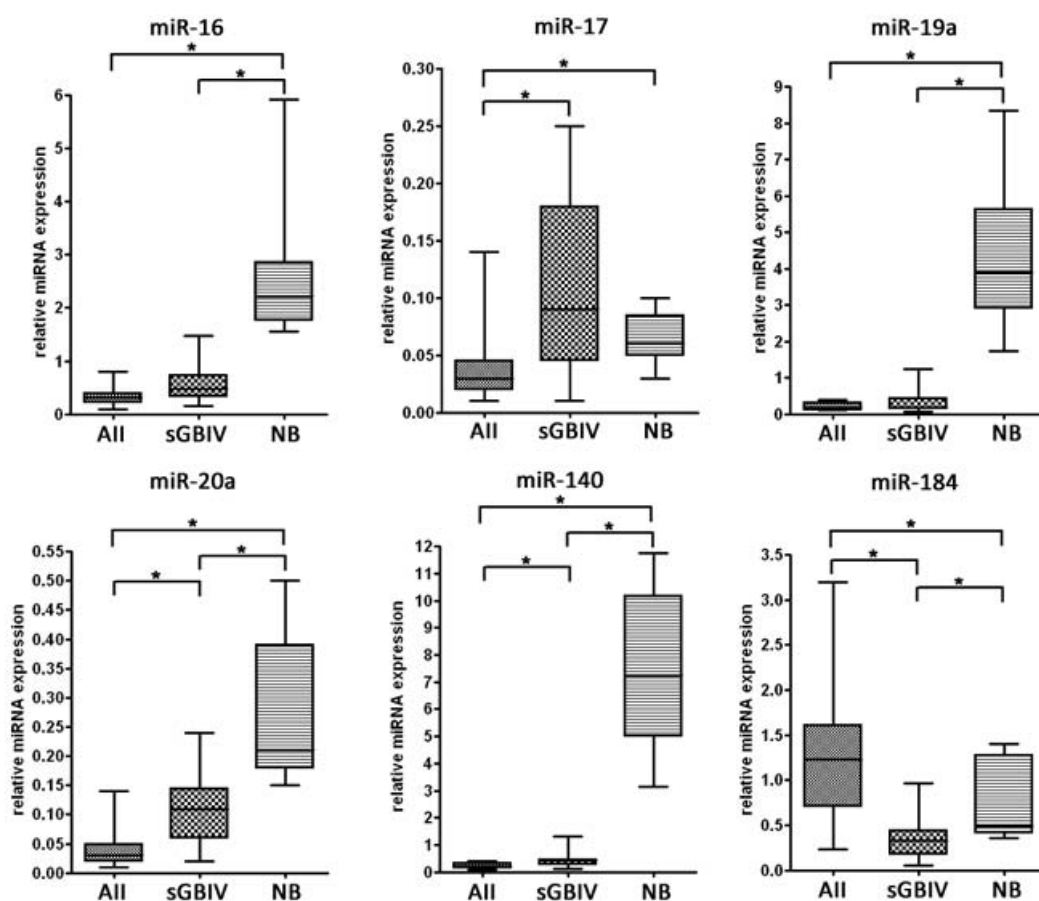 miR-16
*
*
relative miRNA expression
6
5
4
3
2
1
0
AII
sGBIV
NB
miR-17
*
*
relative miRNA expression
0.30
0.25
0.20
0.15
0.10
0.05
0.00
AII
sGBIV
NB
miR-19a
*
*
relative miRNA expression
9
8
7
6
5
4
3
2
1
0
AII
sGBIV
NB
miR-20a
*
*
*
relative miRNA expression
0.55
0.50
0.45
0.40
0.35
0.30
0.25
0.20
0.15
0.10
0.05
0.00
AII
sGBIV
NB
miR-140
*
*
*
relative miRNA expression
12
11
10
9
8
7
6
5
4
3
2
1
0
AII
sGBIV
NB
miR-184
*
*
*
relative miRNA expression
3.5
3.0
2.5
2.0
1.5
1.0
0.5
0.0
AII
sGBIV
NB